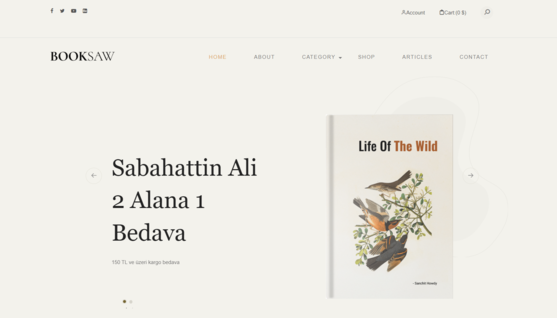 Account
Cart (0 $)
BOOKSAW
HOME
ABOUT
CATEGORY
SHOP
ARTICLES
CONTACT
Sabahattin Ali
2 Alana 1
Bedava
150 TL ve üzeri kargo bedava
Life Of The Wild